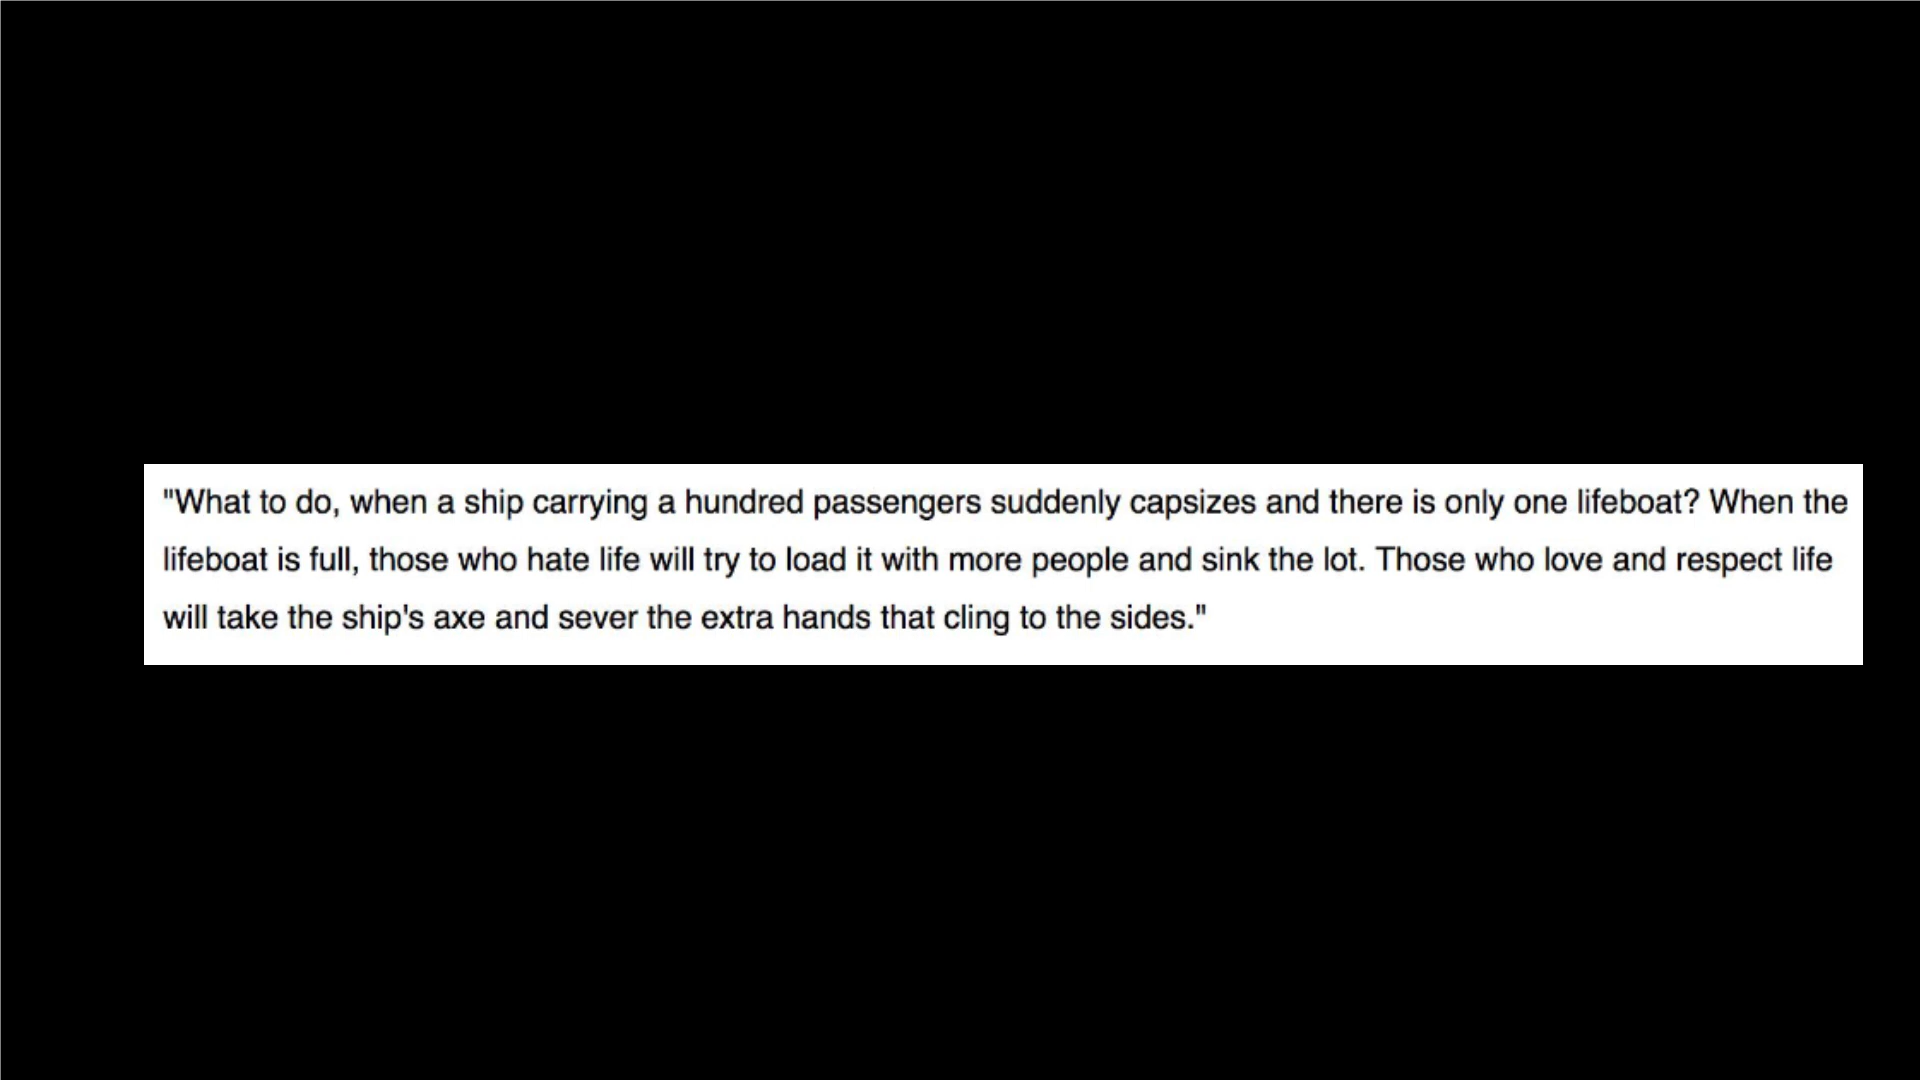 "What to do, when a ship carrying a hundred passengers suddenly capsizes and there is only one lifeboat? When the
lifeboat is full, those who hate life will try to load it with more people and sink the lot. Those who love and respect life
will take the ship's axe and sever the extra hands that cling to the sides."